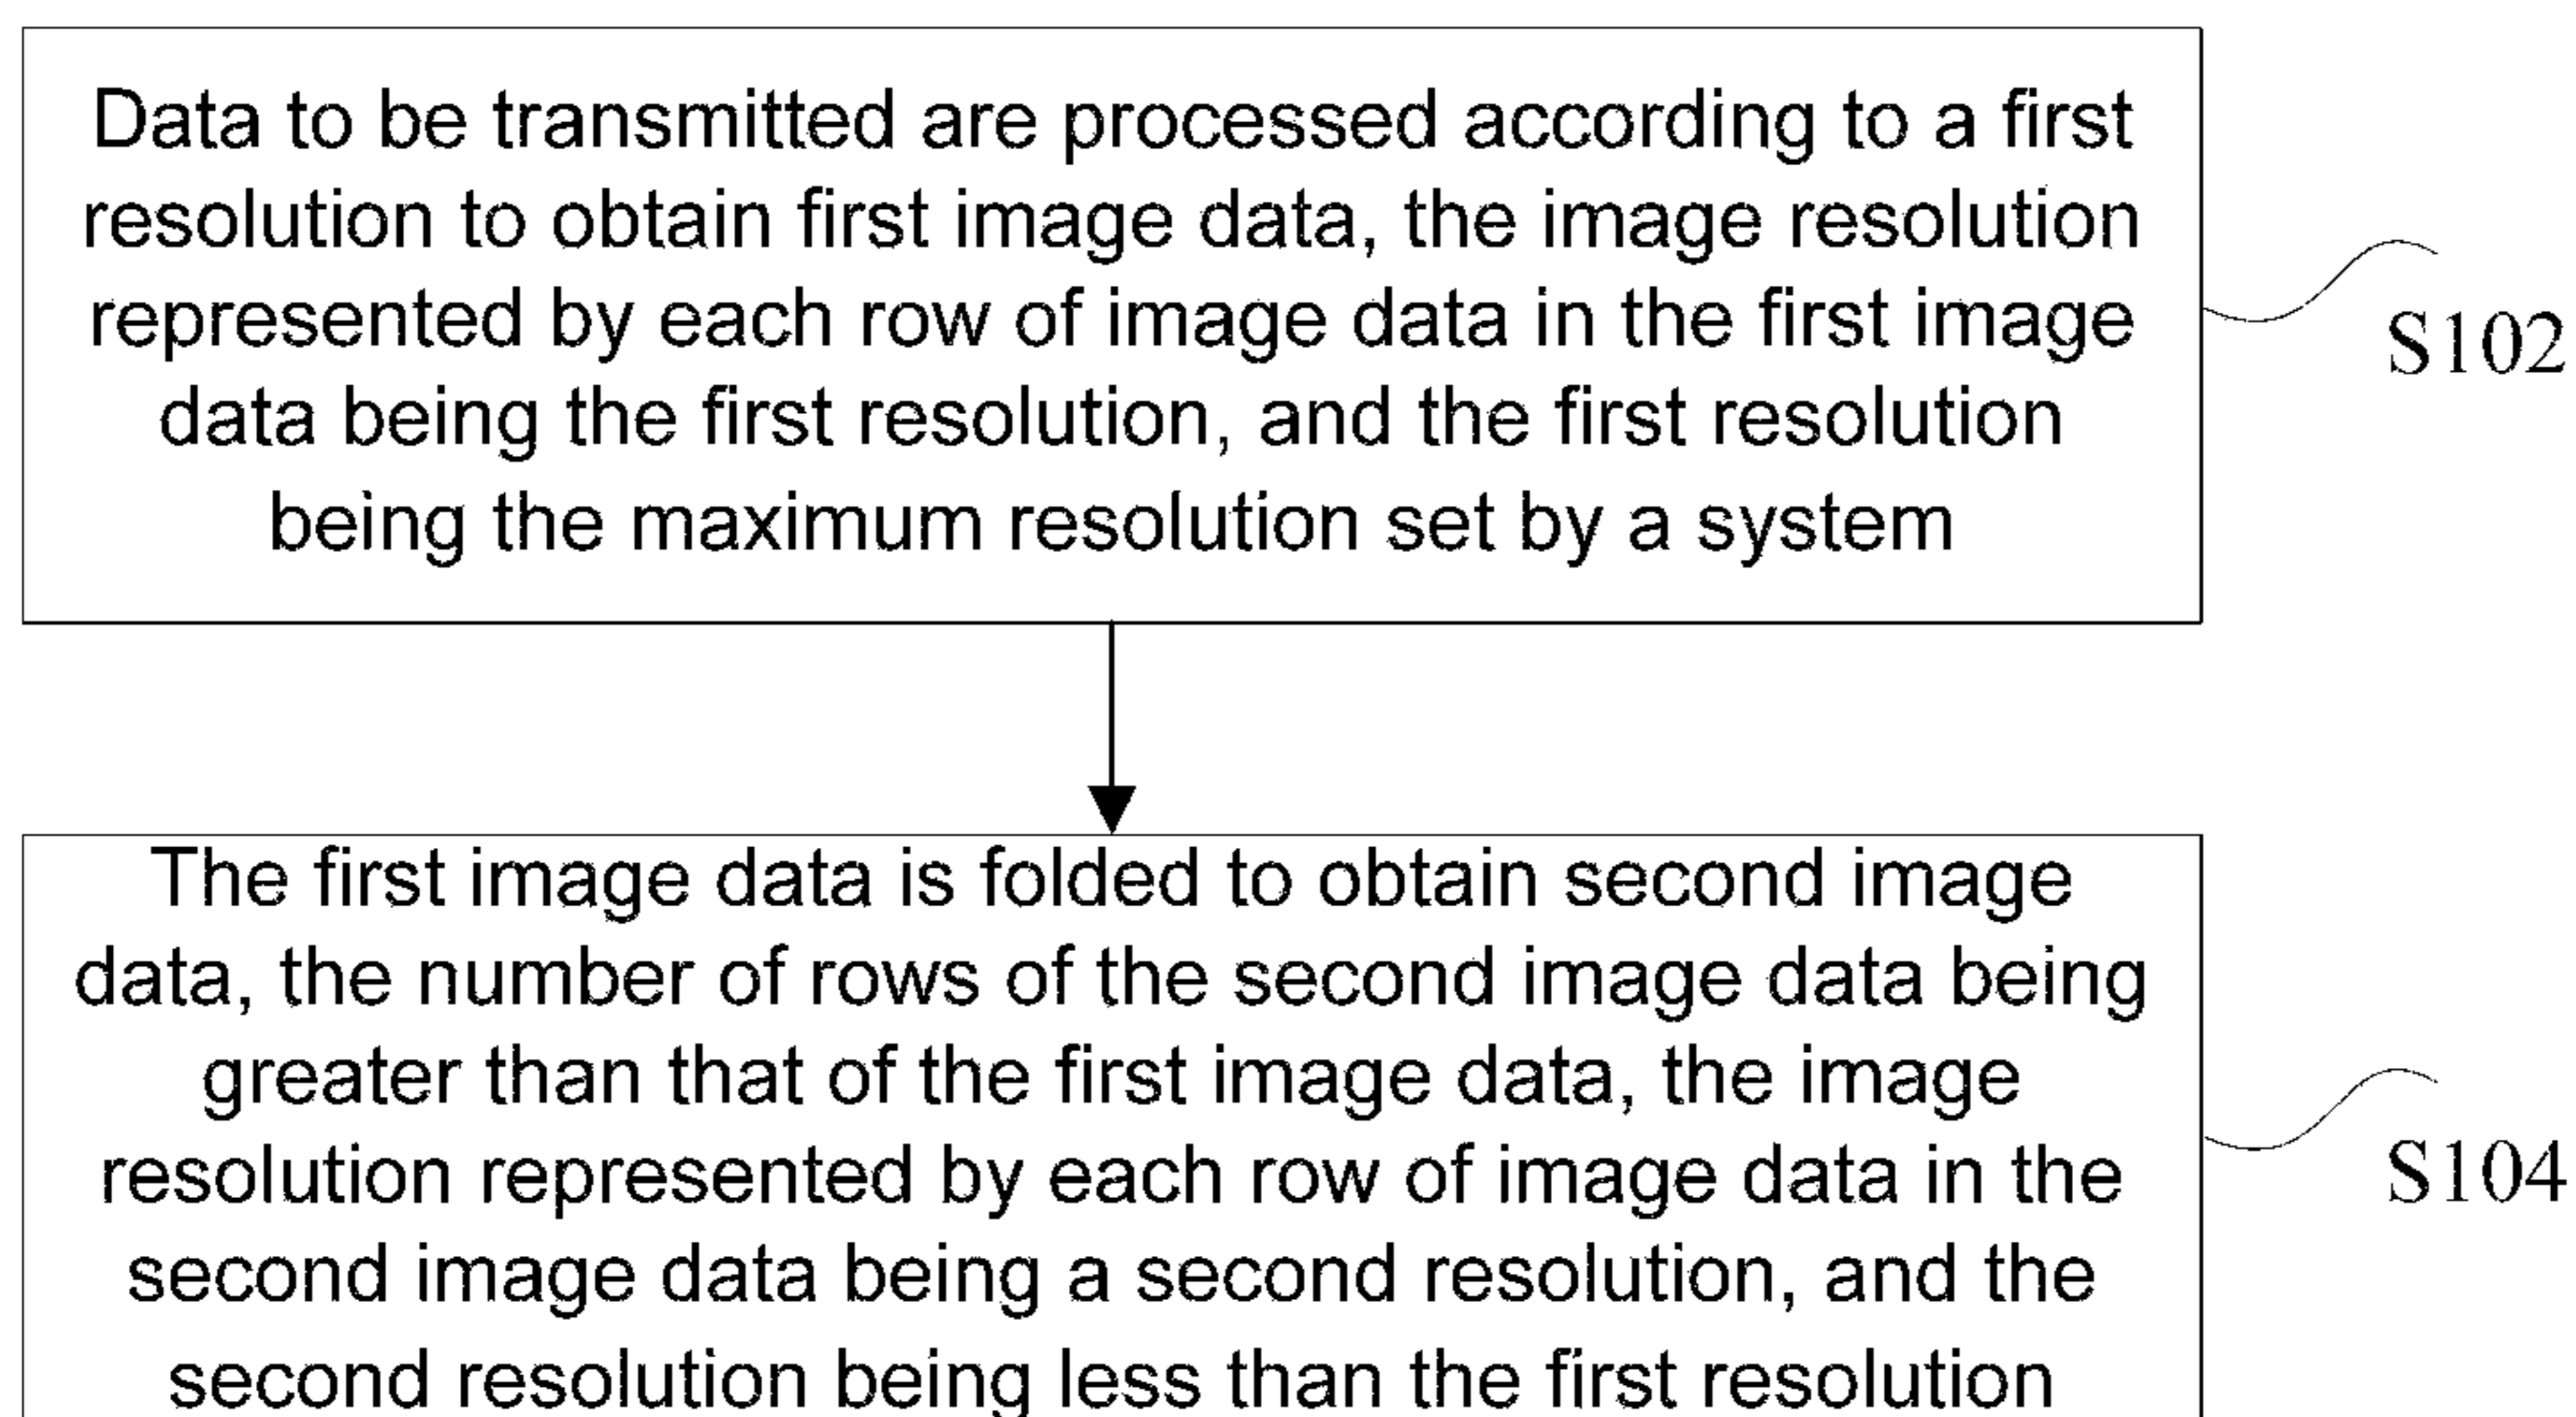 Data to be transmitted are processed according to a first
resolution to obtain first image data, the image resolution
represented by each row of image data in the first image
data being the first resolution, and the first resolution
being the maximum resolution set by a system
S102
The first image data is folded to obtain second image
data, the number of rows of the second image data being
greater than that of the first image data, the image
resolution represented by each row of image data in the
second image data being a second resolution, and the
second resolution being less than the first resolution
S104